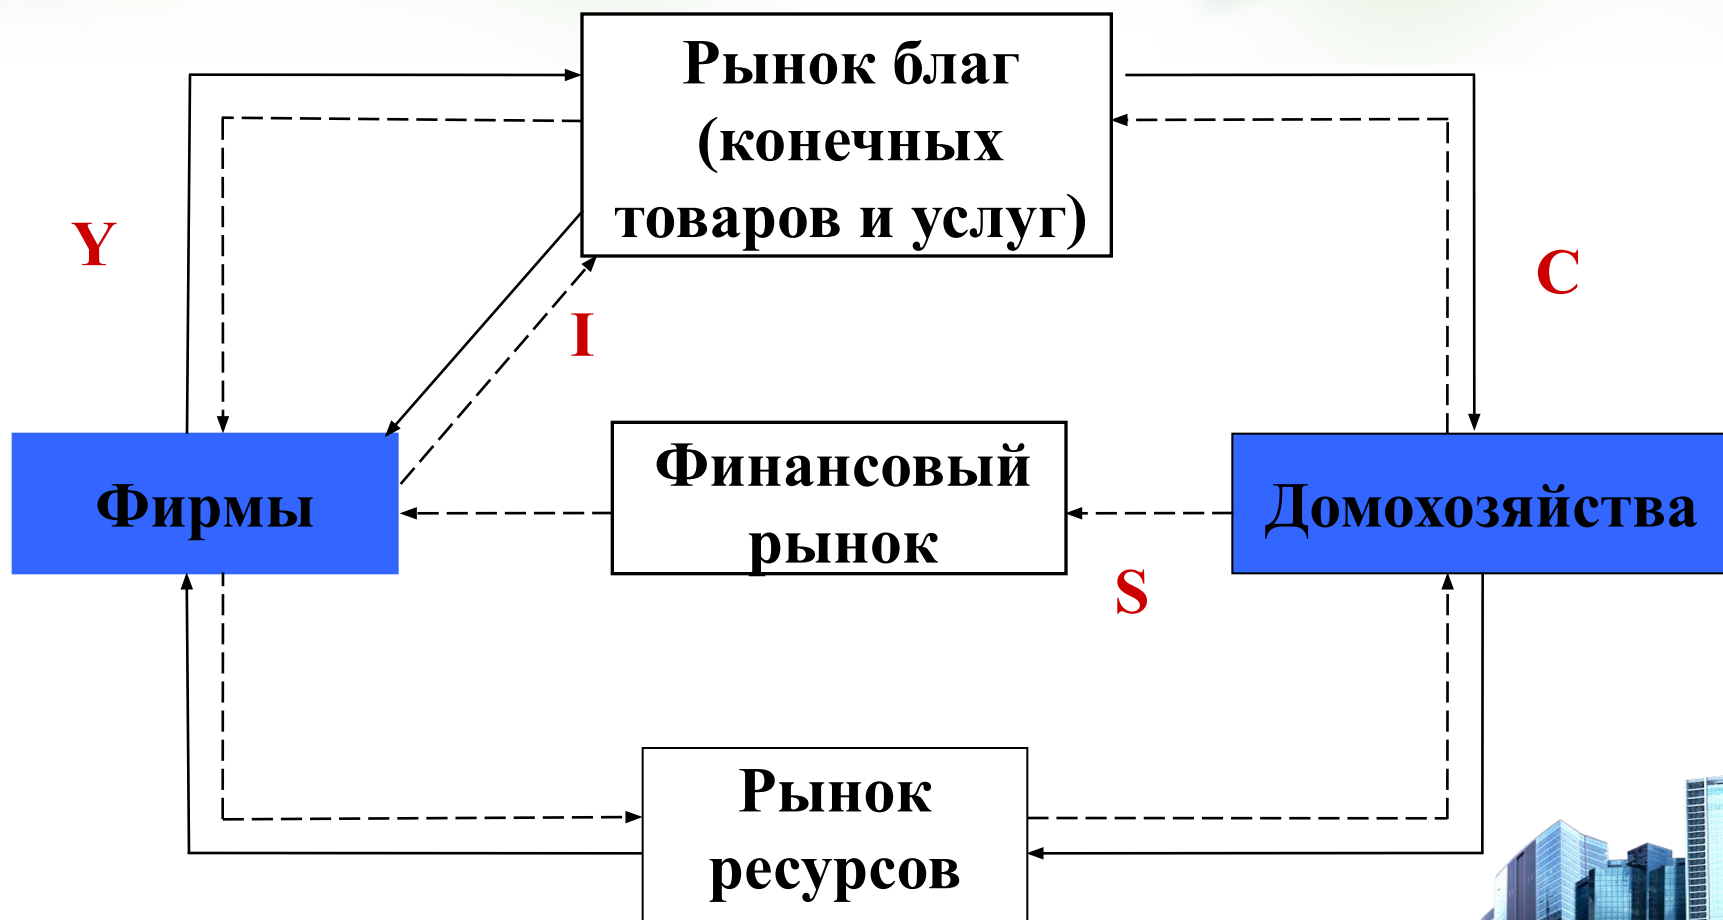 Рынок благ
(конечных
товаров и услуг)
Y
C
I
Фирмы
Финансовый
рынок
Домохозяйства
S
Рынок
ресурсов